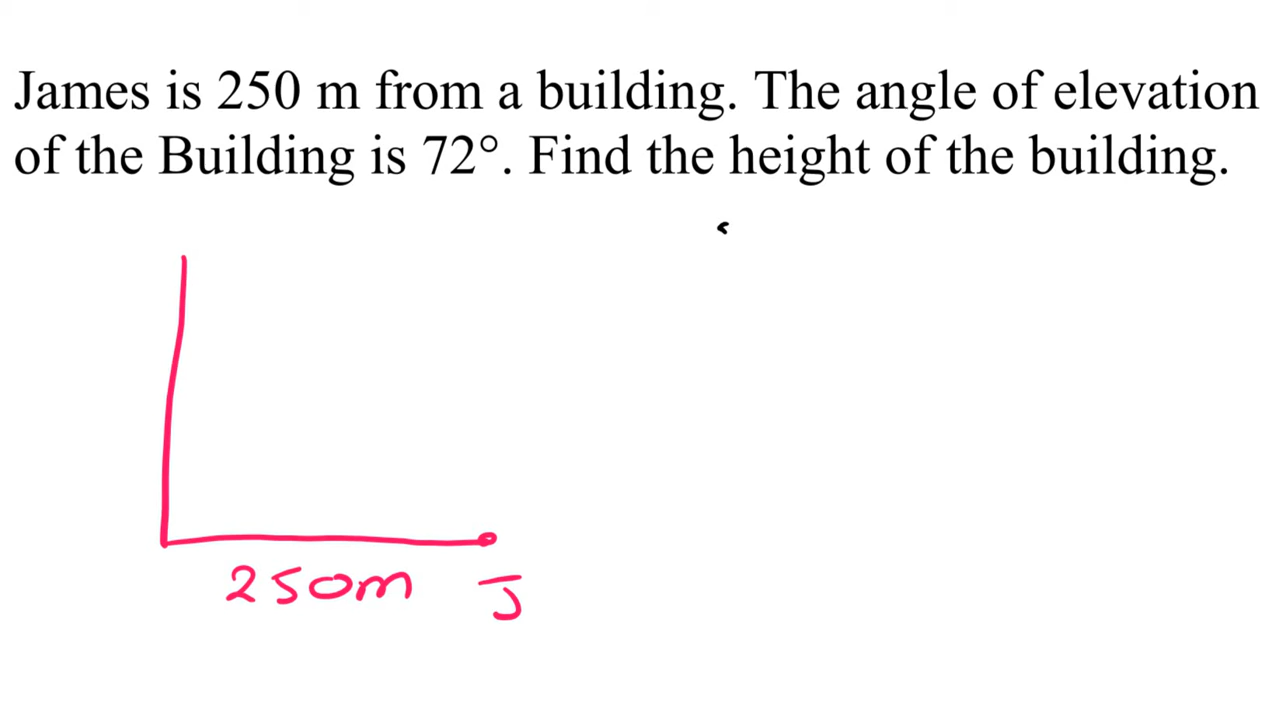 James is 250 m from a building. The angle of elevation
of the Building is 72°. Find the height of the building.
250m J